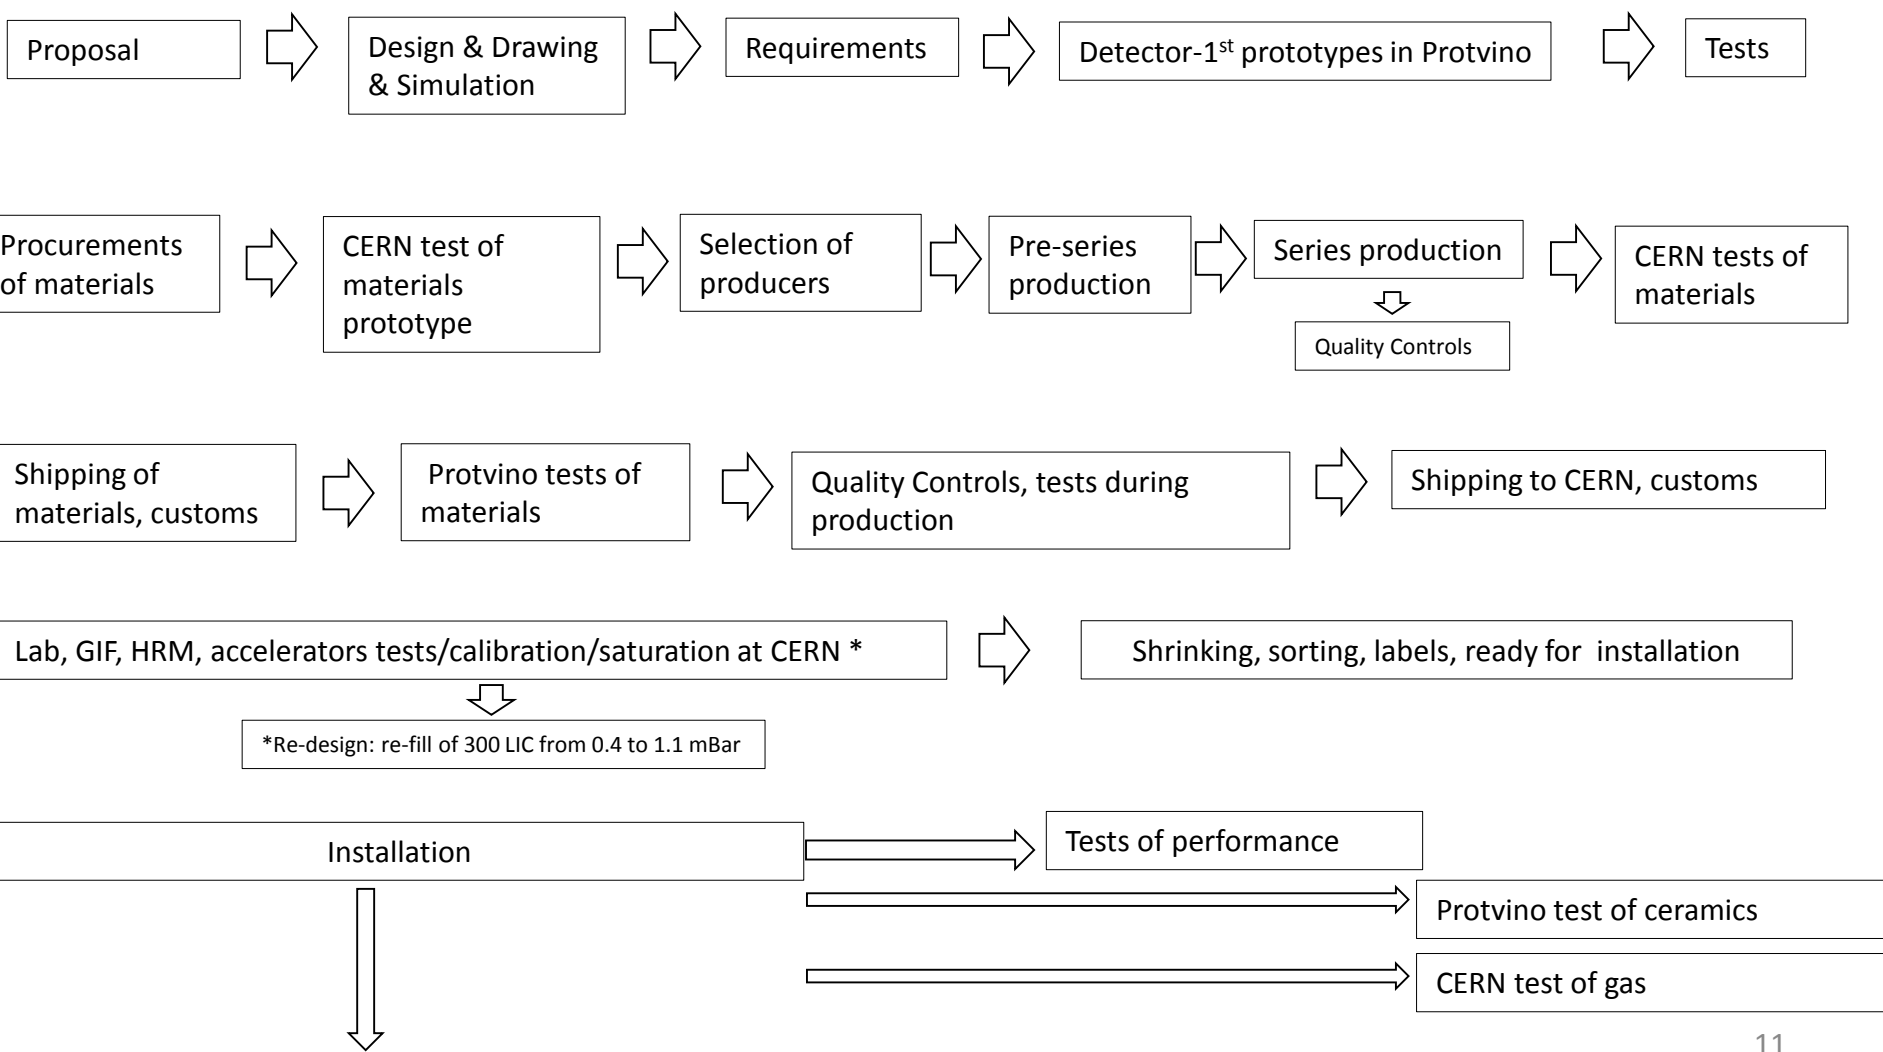 Proposal
Design & Drawing
& Simulation
Requirements
Detector-1st prototypes in Protvino
Tests
Procurements
of materials
CERN test of
materials
prototype
Selection of
producers
Pre-series
production
Series production
Quality Controls
CERN tests of
materials
Shipping of
materials, customs
Protvino tests of
materials
Quality Controls, tests during
production
Shipping to CERN, customs
Lab, GIF, HRM, accelerators tests/calibration/saturation at CERN *
Shrinking, sorting, labels, ready for installation
*Re-design: re-fill of 300 LIC from 0.4 to 1.1 mBar
Installation
Tests of performance
Protvino test of ceramics
CERN test of gas
11